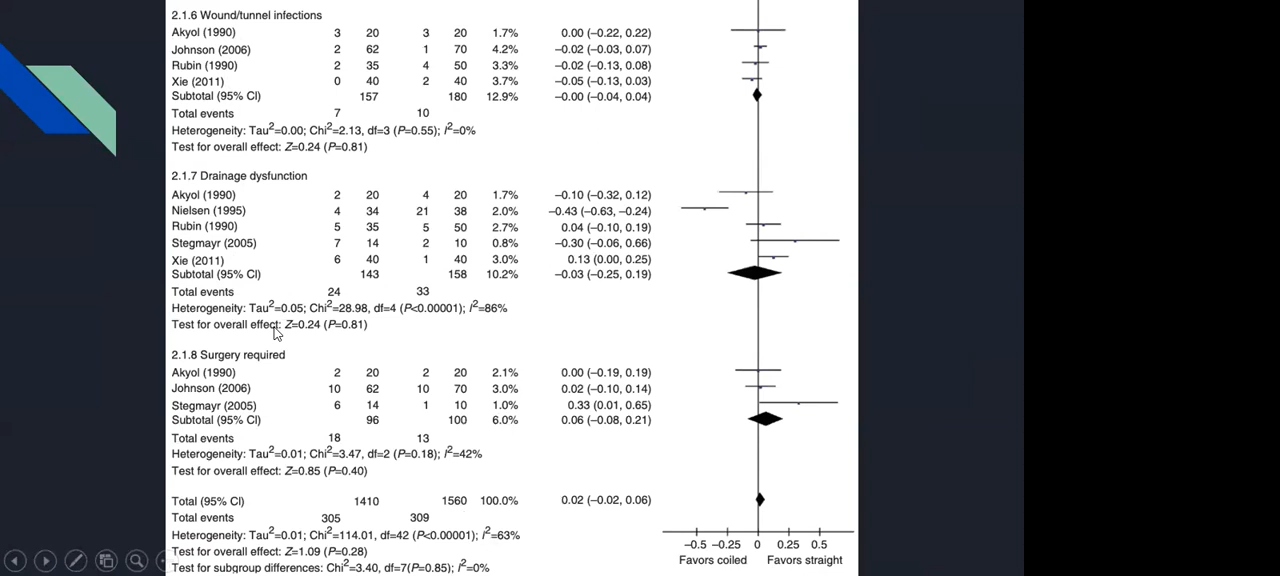 2.1.6 Wound/tunnel infections
Akyol (1990) 3 20 3 20 1.7% 0.00 (−0.22, 0.22)
Johnson (2006) 2 62 1 70 4.2% −0.02 (−0.03, 0.07)
Rubin (1990) 2 35 4 50 3.3% −0.02 (−0.13, 0.08)
Xie (2011) 0 40 2 40 3.7% −0.05 (−0.13, 0.03)
Subtotal (95% CI) 157 180 12.9% −0.00 (−0.04, 0.04)
Total events 7 10
Heterogeneity: Tau²=0.00; Chi²=2.13, df=3 (P=0.55); I²=0%
Test for overall effect: Z=0.24 (P=0.81)
2.1.7 Drainage dysfunction
Akyol (1990) 2 20 4 20 1.7% −0.10 (−0.32, 0.12)
Nielsen (1995) 4 34 21 38 2.0% −0.43 (−0.63, −0.24)
Rubin (1990) 5 35 5 50 2.7% 0.04 (−0.10, 0.19)
Stegmayr (2005) 7 14 2 10 0.8% −0.30 (−0.06, 0.66)
Xie (2011) 6 40 1 40 3.0% 0.13 (0.00, 0.25)
Subtotal (95% CI) 143 158 10.2% −0.03 (−0.25, 0.19)
Total events 24 33
Heterogeneity: Tau²=0.05; Chi²=28.98, df=4 (P<0.00001); I²=86%
Test for overall effect: Z=0.24 (P=0.81)
2.1.8 Surgery required
Akyol (1990) 2 20 2 20 2.1% 0.00 (−0.19, 0.19)
Johnson (2006) 10 62 10 70 3.0% 0.02 (−0.10, 0.14)
Stegmayr (2005) 6 14 1 10 1.0% 0.33 (0.01, 0.65)
Subtotal (95% CI) 96 100 6.0% 0.06 (−0.08, 0.21)
Total events 18 13
Heterogeneity: Tau²=0.01; Chi²=3.47, df=2 (P=0.18); I²=42%
Test for overall effect: Z=0.85 (P=0.40)
Total (95% CI) 1410 1560 100.0% 0.02 (−0.02, 0.06)
Total events 305 309
Heterogeneity: Tau²=0.01; Chi²=114.01, df=42 (P<0.00001); I²=63%
Test for overall effect: Z=1.09 (P=0.28)
Test for subgroup differences: Chi²=3.40, df=7(P=0.85); I²=0%
−0.5 −0.25 0 0.25 0.5
Favors coiled Favors straight